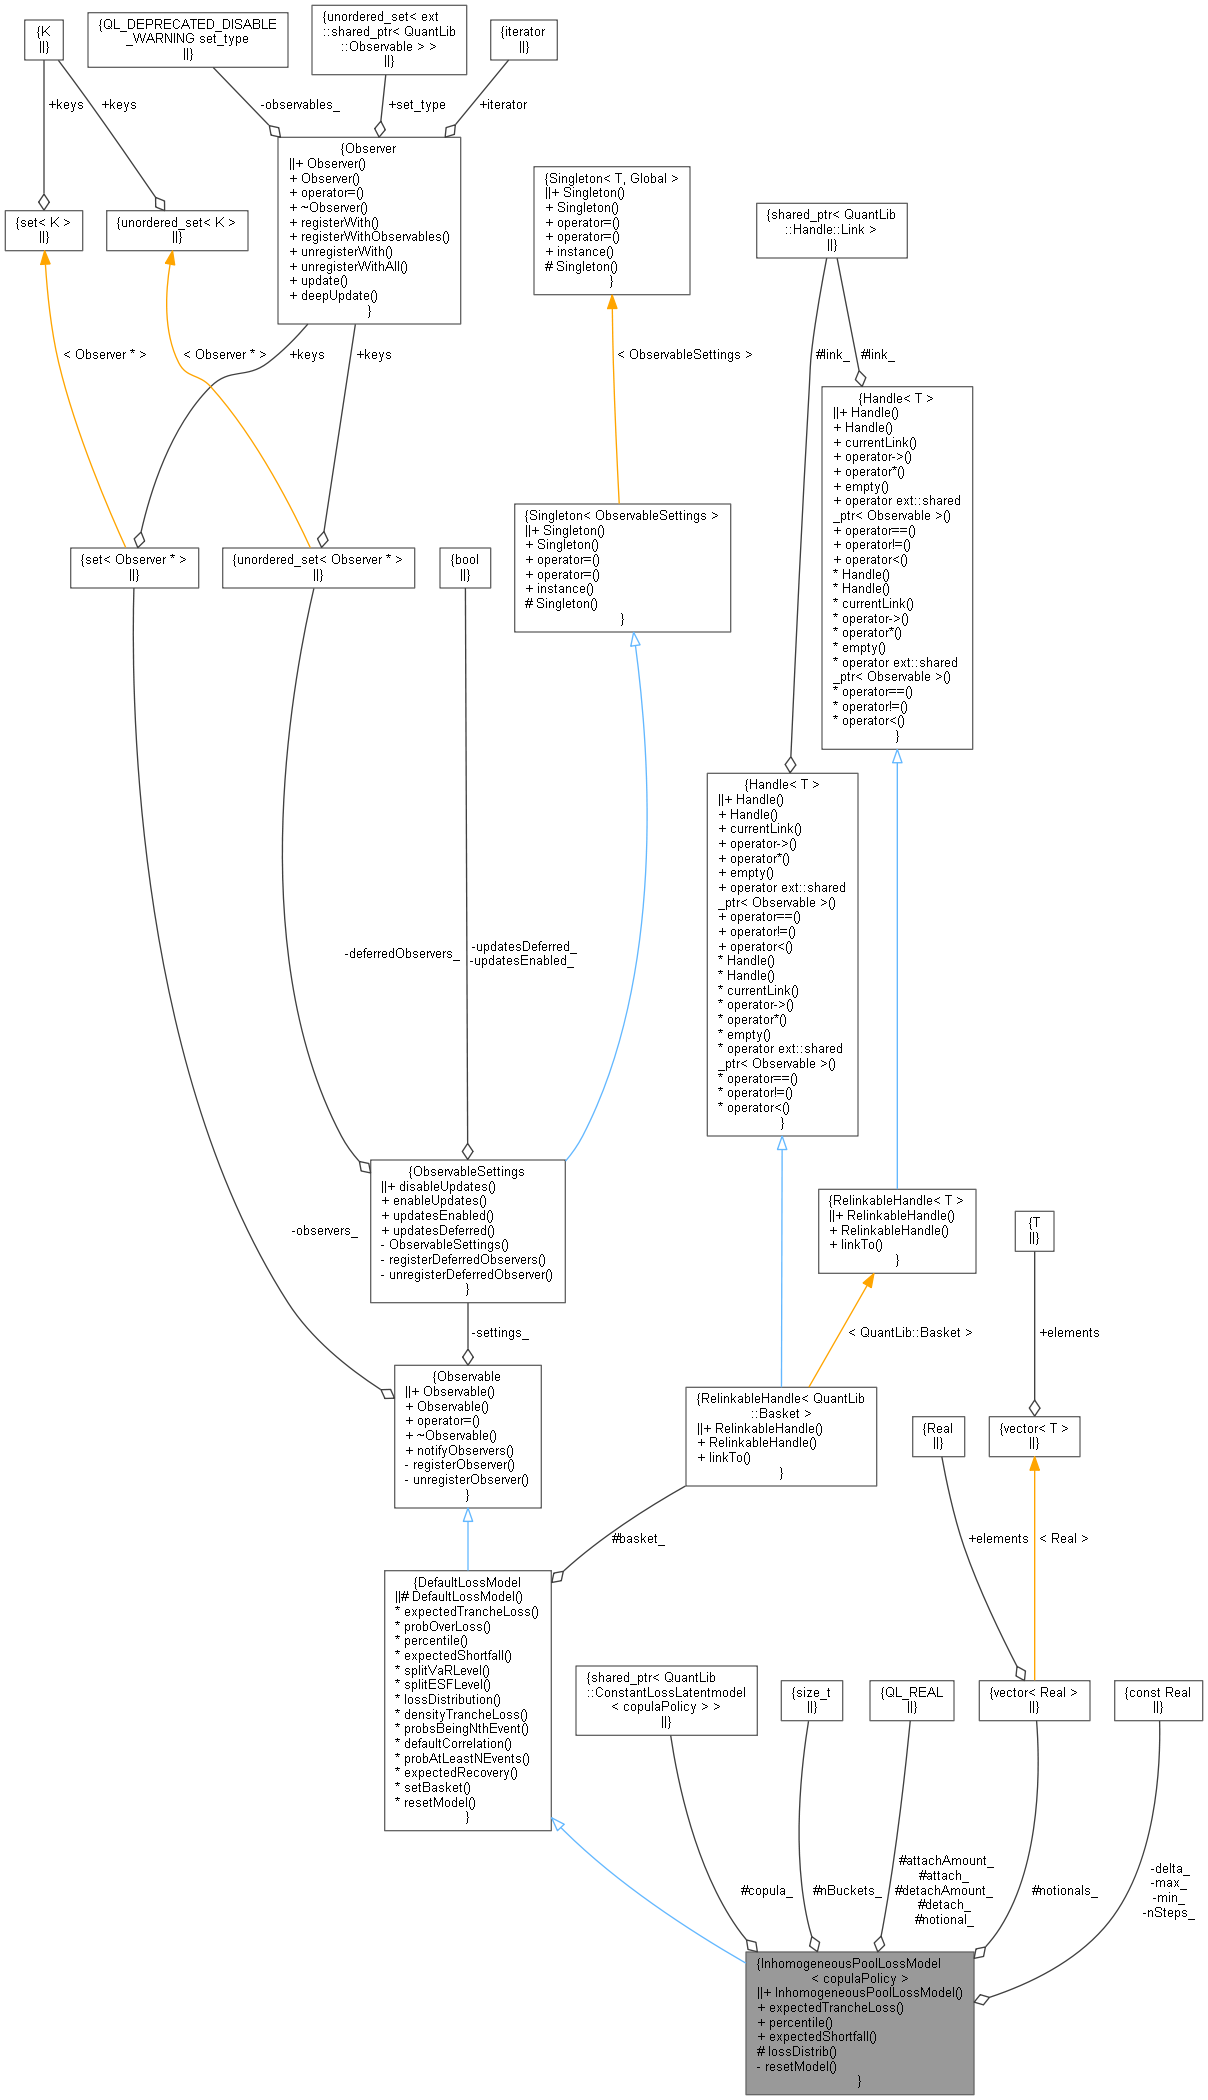 {K
||}
{QL_DEPRECATED_DISABLE
_WARNING set_type
||}
{unordered_set< ext
::shared_ptr< QuantLib
::Observable > >
||}
{iterator
||}
+keys
+keys
-observables_
+set_type
+iterator
{set< K >
||}
{unordered_set< K >
||}
{Observer
||+ Observer()
+ Observer()
+ operator=()
+ ~Observer()
+ registerWith()
+ registerWithObservables()
+ unregisterWith()
+ unregisterWithAll()
+ update()
+ deepUpdate()
}
{Singleton< T, Global >
||+ Singleton()
+ Singleton()
+ operator=()
+ operator=()
+ instance()
# Singleton()
}
{shared_ptr< QuantLib
::Handle::Link >
||}
< Observer * >
< Observer * >
+keys
+keys
< ObservableSettings >
#link_
#link_
{Handle< T >
||+ Handle()
+ Handle()
+ currentLink()
+ operator->()
+ operator*()
+ empty()
+ operator ext::shared
_ptr< Observable >()
+ operator==()
+ operator!=()
+ operator<()
* Handle()
* Handle()
* currentLink()
* operator->()
* operator*()
* empty()
* operator ext::shared
_ptr< Observable >()
* operator==()
* operator!=()
* operator<()
}
{set< Observer * >
||}
{unordered_set< Observer * >
||}
{bool
||}
{Singleton< ObservableSettings >
||+ Singleton()
+ Singleton()
+ operator=()
+ operator=()
+ instance()
# Singleton()
}
{Handle< T >
||+ Handle()
+ Handle()
+ currentLink()
+ operator->()
+ operator*()
+ empty()
+ operator ext::shared
_ptr< Observable >()
+ operator==()
+ operator!=()
+ operator<()
* Handle()
* Handle()
* currentLink()
* operator->()
* operator*()
* empty()
* operator ext::shared
_ptr< Observable >()
* operator==()
* operator!=()
* operator<()
}
-deferredObservers_
-updatesDeferred_
-updatesEnabled_
-observers_
{ObservableSettings
||+ disableUpdates()
+ enableUpdates()
+ updatesEnabled()
+ updatesDeferred()
- ObservableSettings()
- registerDeferredObservers()
- unregisterDeferredObserver()
}
{RelinkableHandle< T >
||+ RelinkableHandle()
+ RelinkableHandle()
+ linkTo()
}
{T
||}
-settings_
< QuantLib::Basket >
+elements
{Observable
||+ Observable()
+ Observable()
+ operator=()
+ ~Observable()
+ notifyObservers()
- registerObserver()
- unregisterObserver()
}
{RelinkableHandle< QuantLib
::Basket >
||+ RelinkableHandle()
+ RelinkableHandle()
+ linkTo()
}
{Real
||}
{vector< T >
||}
#basket_
+elements
< Real >
{DefaultLossModel
||# DefaultLossModel()
* expectedTrancheLoss()
* probOverLoss()
* percentile()
* expectedShortfall()
* splitVaRLevel()
* splitESFLevel()
* lossDistribution()
* densityTrancheLoss()
* probsBeingNthEvent()
* defaultCorrelation()
* probAtLeastNEvents()
* expectedRecovery()
* setBasket()
* resetModel()
}
{shared_ptr< QuantLib
::ConstantLossLatentmodel
< copulaPolicy > >
||}
{size_t
||}
{QL_REAL
||}
{vector< Real >
||}
{const Real
||}
#copula_
#nBuckets_
#attachAmount_
#attach_
#detachAmount_
#detach_
#notional_
#notionals_
-delta_
-max_
-min_
-nSteps_
{InhomogeneousPoolLossModel
< copulaPolicy >
||+ InhomogeneousPoolLossModel()
+ expectedTrancheLoss()
+ percentile()
+ expectedShortfall()
# lossDistrib()
- resetModel()
}